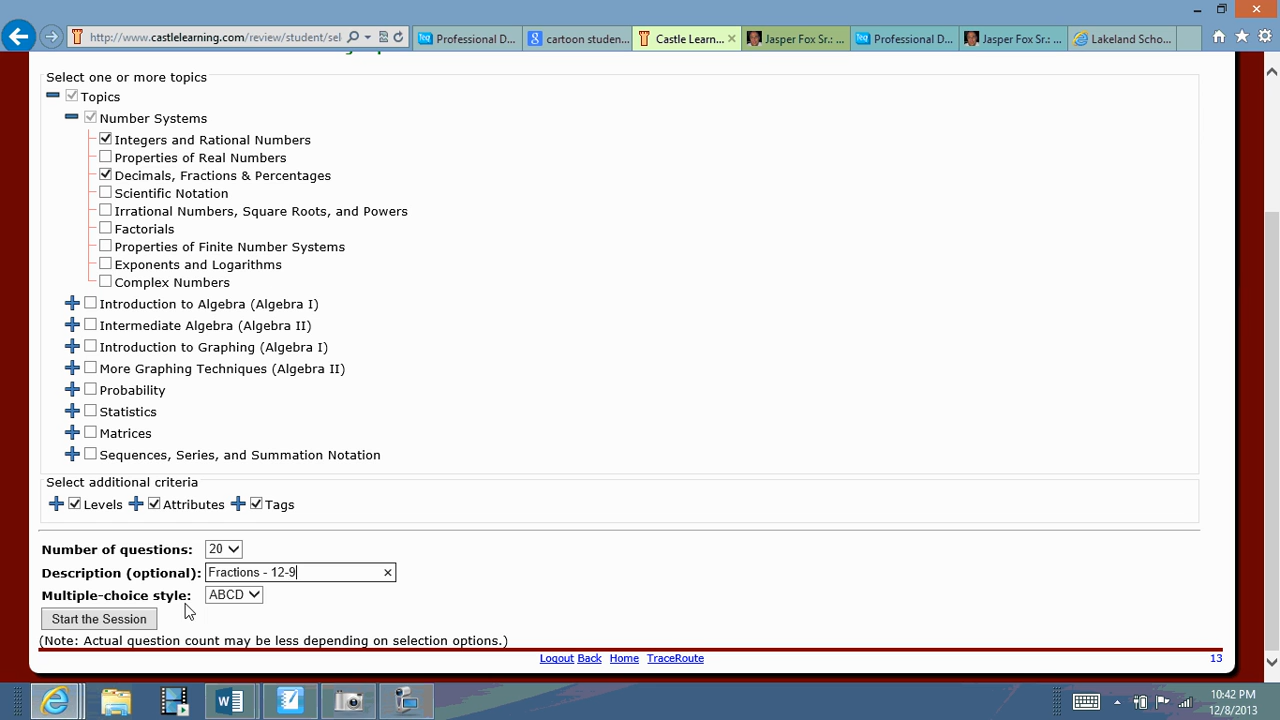 http://www.castlelearning.com/review/student/sel
Professional D...
cartoon studen...
Castle Learn...
Jasper Fox Sr.: ...
Professional D...
Jasper Fox Sr.: ...
Lakeland Scho...
Select one or more topics
Topics
Number Systems
Integers and Rational Numbers
Properties of Real Numbers
Decimals, Fractions & Percentages
Scientific Notation
Irrational Numbers, Square Roots, and Powers
Factorials
Properties of Finite Number Systems
Exponents and Logarithms
Complex Numbers
Introduction to Algebra (Algebra I)
Intermediate Algebra (Algebra II)
Introduction to Graphing (Algebra I)
More Graphing Techniques (Algebra II)
Probability
Statistics
Matrices
Sequences, Series, and Summation Notation
Select additional criteria
Levels Attributes Tags
Number of questions: 20
Description (optional): Fractions - 12-9
Multiple-choice style: ABCD
Start the Session
(Note: Actual question count may be less depending on selection options.)
Logout Back Home TraceRoute 13
10:42 PM
12/8/2013